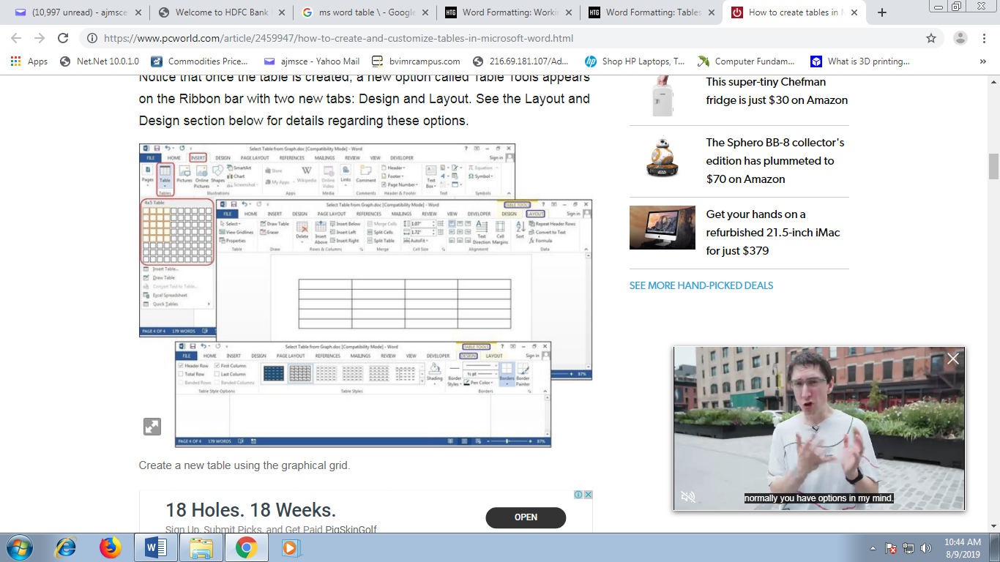 (10,997 unread) - ajmsce
Welcome to HDFC Bank
ms word table \ - Google
Word Formatting: Workin
Word Formatting: Tables
How to create tables in M
https://www.pcworld.com/article/2459947/how-to-create-and-customize-tables-in-microsoft-word.html
Apps
Net.Net 10.0.1.0
Commodities Price...
ajmsce - Yahoo Mail
bvimrcampus.com
216.69.181.107/Ad...
Shop HP Laptops, T...
Computer Fundam...
What is 3D printing...
Notice that once the table is created, a new option called Table Tools appears
on the Ribbon bar with two new tabs: Design and Layout. See the Layout and
Design section below for details regarding these options.
Select Table from Graph.doc [Compatibility Mode] - Word
FILE HOME INSERT DESIGN PAGE LAYOUT REFERENCES MAILINGS REVIEW VIEW DEVELOPER Sign in
Pages Table Pictures Online Pictures Shapes SmartArt Chart Screenshot Store My Apps Wikipedia Online Video Links Comment Header Footer Page Number Text Box Equation Symbol
Tables Illustrations Apps Media Comments Header & Footer Text Symbols
4x5 Table
Insert Table...
Draw Table
Convert Text to Table...
Excel Spreadsheet
Quick Tables
PAGE 4 OF 4 179 WORDS
Select Table from Graph.doc [Compatibility Mode] - Word TABLE TOOLS
FILE HOME INSERT DESIGN PAGE LAYOUT REFERENCES MAILINGS REVIEW VIEW DEVELOPER DESIGN LAYOUT Sign in
Select View Gridlines Properties Draw Table Eraser Delete Insert Above Insert Below Insert Left Insert Right Merge Cells Split Cells Split Table 1.07" 1.72" AutoFit Text Direction Cell Margins Sort Repeat Header Rows Convert to Text Formula
Table Draw Rows & Columns Merge Cell Size Alignment Data
87%
Select Table from Graph.doc [Compatibility Mode] - Word TABLE TOOLS
FILE HOME INSERT DESIGN PAGE LAYOUT REFERENCES MAILINGS REVIEW VIEW DEVELOPER DESIGN LAYOUT Sign in
Header Row First Column
Total Row Last Column
Banded Rows Banded Columns
Shading Border Styles ½ pt Pen Color Borders Border Painter
Table Style Options Table Styles Borders
PAGE 4 OF 4 179 WORDS 87%
Create a new table using the graphical grid.
18 Holes. 18 Weeks.
Sign Up, Submit Picks, and Get Paid PigSkinGolf
OPEN
This super-tiny Chefman
fridge is just $30 on Amazon
The Sphero BB-8 collector's
edition has plummeted to
$70 on Amazon
Get your hands on a
refurbished 21.5-inch iMac
for just $379
SEE MORE HAND-PICKED DEALS
normally you have options in my mind.
10:44 AM
8/9/2019